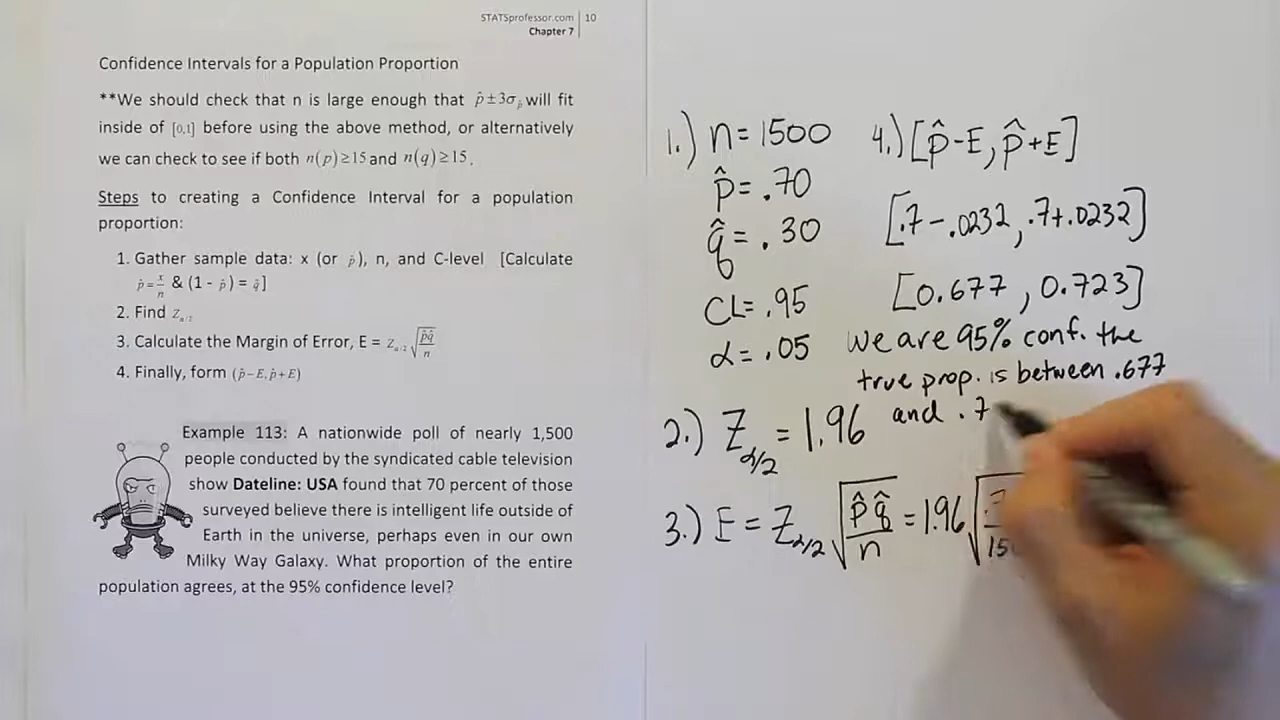 STATSprofessor.com 10
Chapter 7
Confidence Intervals for a Population Proportion
**We should check that n is large enough that p̂±3σp̂ will fit
inside of [0,1] before using the above method, or alternatively
we can check to see if both n(p)≥15 and n(q)≥15.
Steps to creating a Confidence Interval for a population
proportion:
1. Gather sample data: x (or p̂), n, and C-level [Calculate
p̂=x/n & (1 - p̂) = q̂]
2. Find Zα/2
3. Calculate the Margin of Error, E = Zα/2 √(p̂q̂/n)
4. Finally, form (p̂−E, p̂+E)
Example 113: A nationwide poll of nearly 1,500
people conducted by the syndicated cable television
show Dateline: USA found that 70 percent of those
surveyed believe there is intelligent life outside of
Earth in the universe, perhaps even in our own
Milky Way Galaxy. What proportion of the entire
population agrees, at the 95% confidence level?
1.) n=1500
p̂=.70
q̂=.30
CL=.95
α=.05
2.) Zα/2 = 1.96
3.) E = Zα/2 √(p̂q̂/n) = 1.96 √
4.) [p̂-E, p̂+E]
[.7-.0232, .7+.0232]
[0.677, 0.723]
We are 95% conf. the
true prop. is between .677
and .7